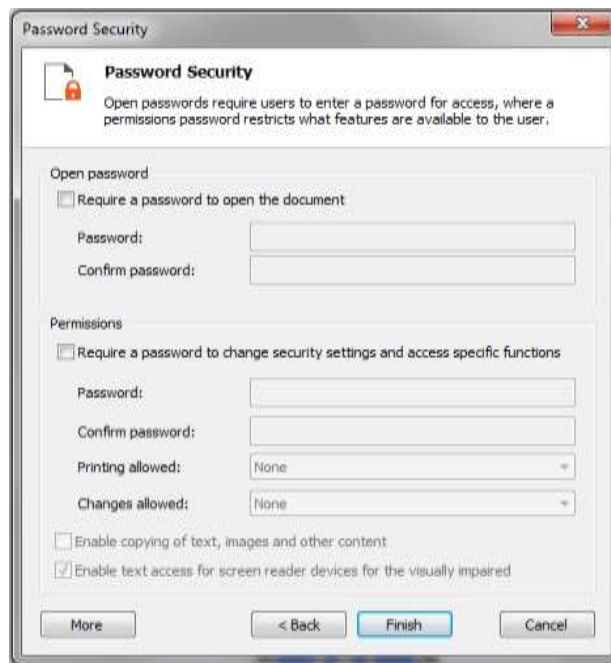 Password Security
Password Security
Open passwords require users to enter a password for access, where a
permissions password restricts what features are available to the user.
Open password
Require a password to open the document
Password:
Confirm password:
Permissions
Require a password to change security settings and access specific functions
Password:
Confirm password:
Printing allowed: None
Changes allowed: None
Enable copying of text, images and other content
Enable text access for screen reader devices for the visually impaired
More < Back Finish Cancel